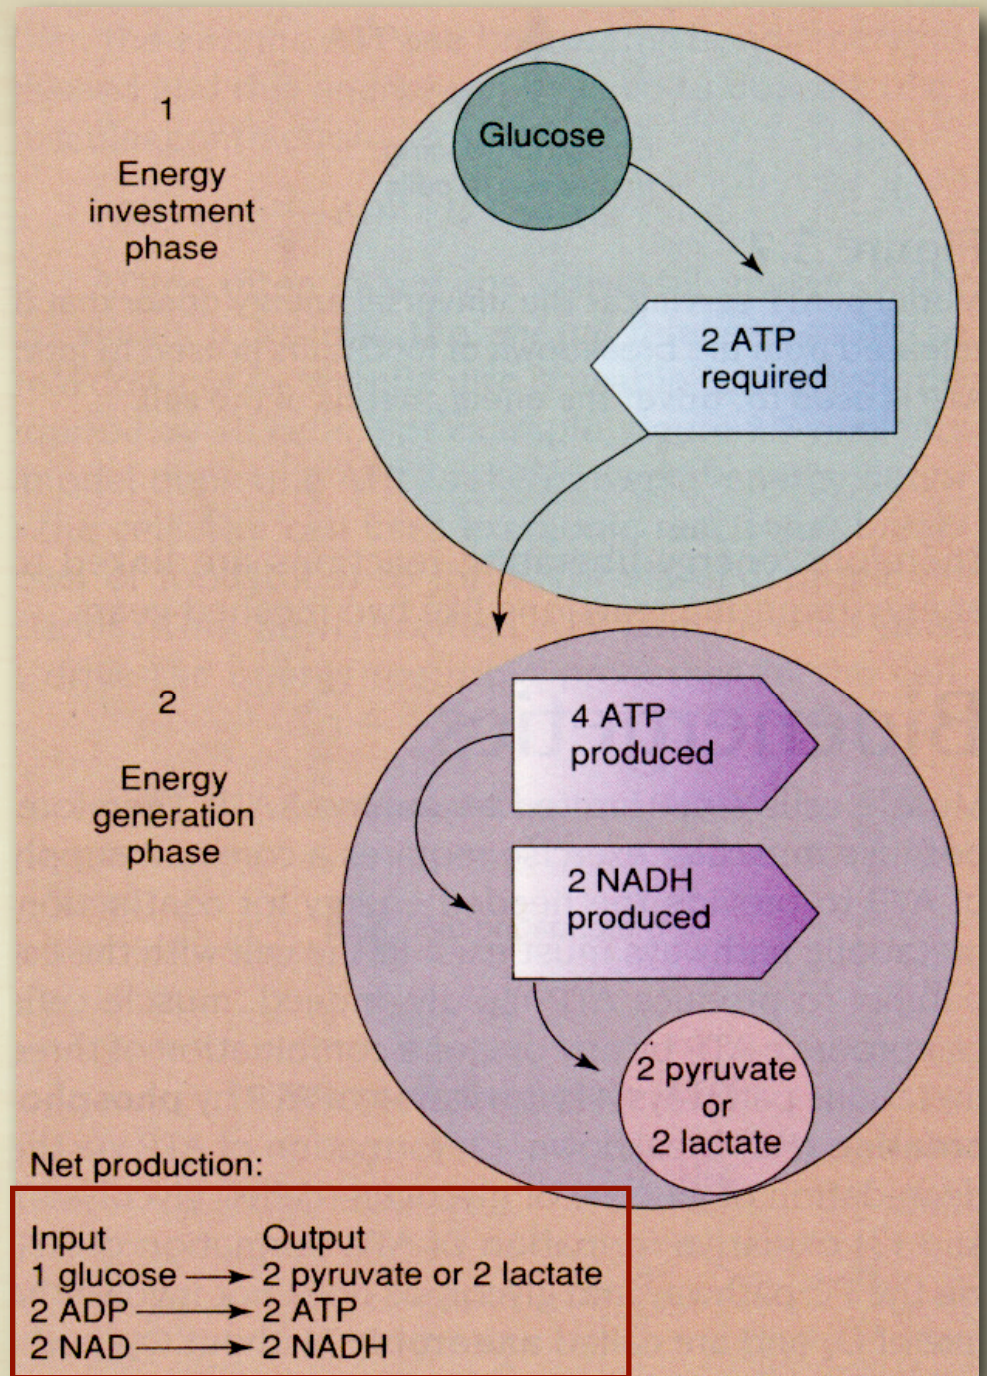 1
Energy
investment
phase
Glucose
2 ATP
required
2
Energy
generation
phase
4 ATP
produced
2 NADH
produced
2 pyruvate
or
2 lactate
Net production:
Input Output
1 glucose → 2 pyruvate or 2 lactate
2 ADP → 2 ATP
2 NAD → 2 NADH